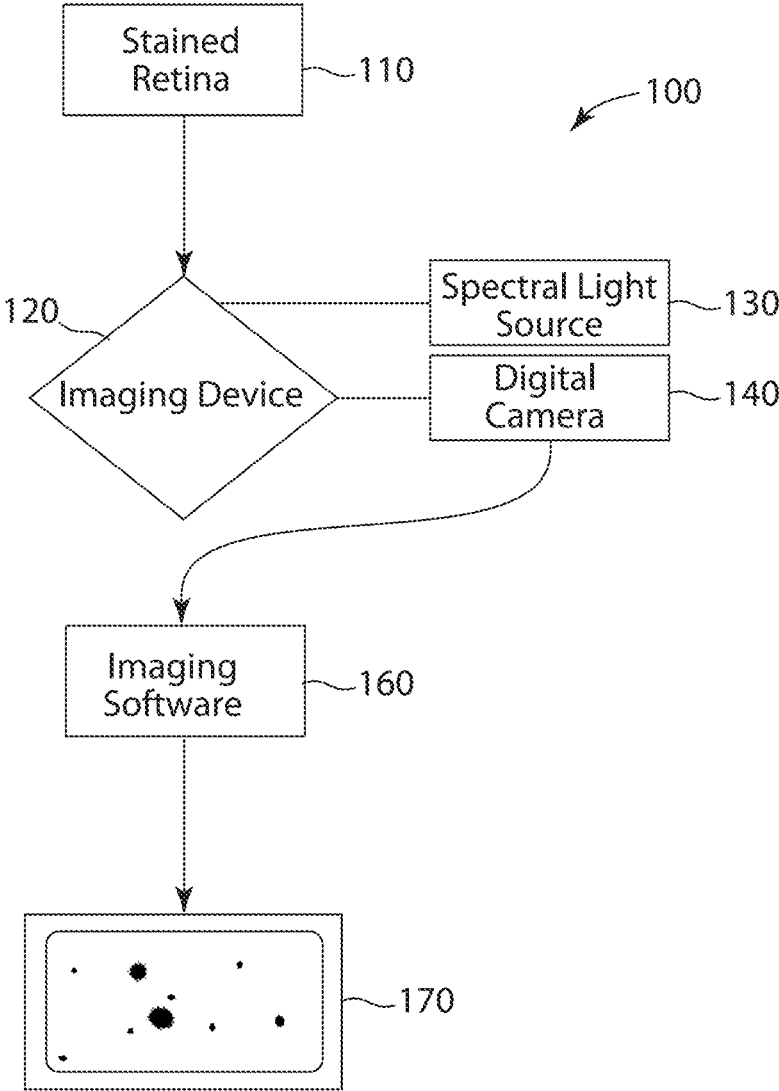 Stained
Retina
110
100
120
Imaging Device
Spectral Light
Source
130
Digital
Camera
140
Imaging
Software
160
170